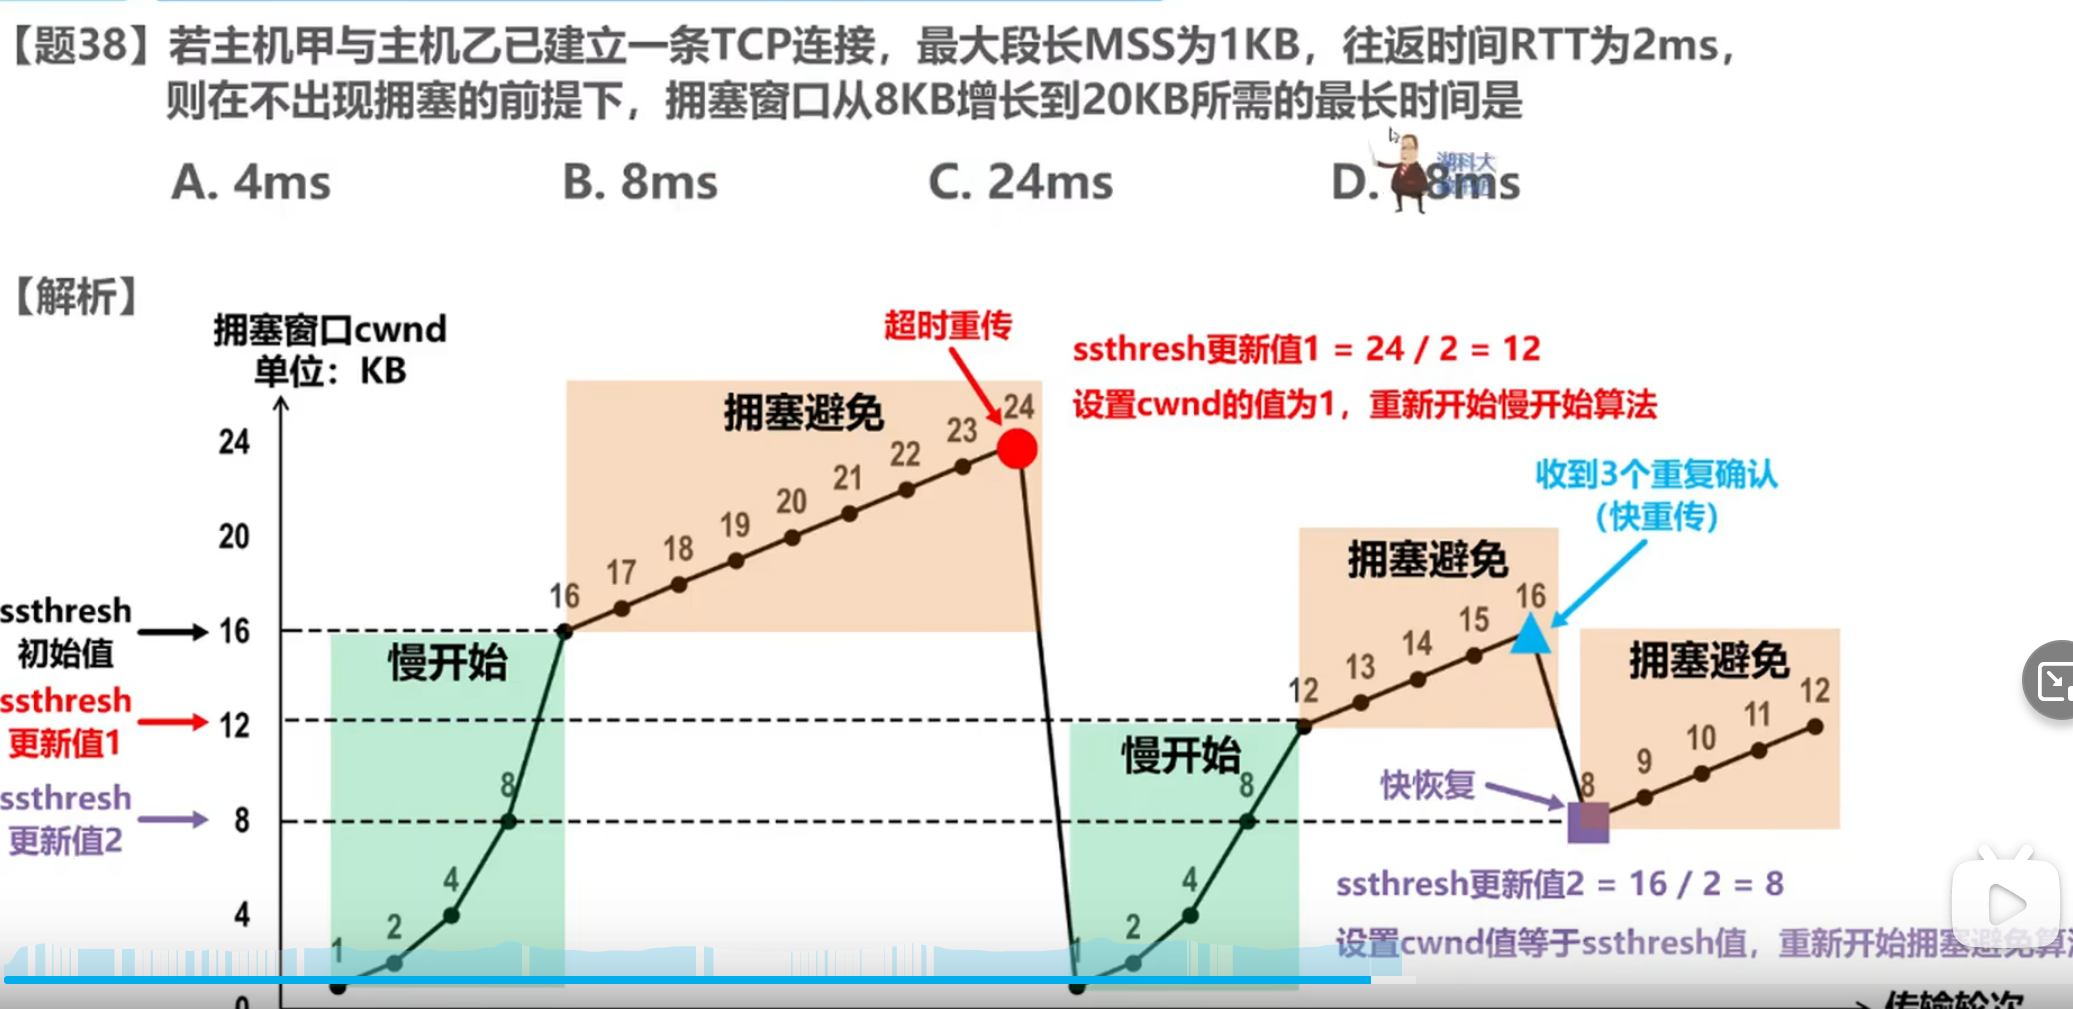 【题38】若主机甲与主机乙已建立一条TCP连接，最大段长MSS为1KB，往返时间RTT为2ms，
则在不出现拥塞的前提下，拥塞窗口从8KB增长到20KB所需的最长时间是
A. 4ms
B. 8ms
C. 24ms
D. 8ms
湖科大
【解析】
拥塞窗口cwnd
单位：KB
超时重传
ssthresh更新值1 = 24 / 2 = 12
设置cwnd的值为1，重新开始慢开始算法
拥塞避免
24
23
22
21
20
19
18
17
16
收到3个重复确认
（快重传）
拥塞避免
16
15
14
13
12
拥塞避免
12
11
10
9
8
24
20
16
12
8
4
0
ssthresh
初始值
ssthresh
更新值1
ssthresh
更新值2
慢开始
8
4
2
1
慢开始
8
4
2
1
快恢复
ssthresh更新值2 = 16 / 2 = 8
设置cwnd值等于ssthresh值，重新开始拥塞避免算
传输轮次